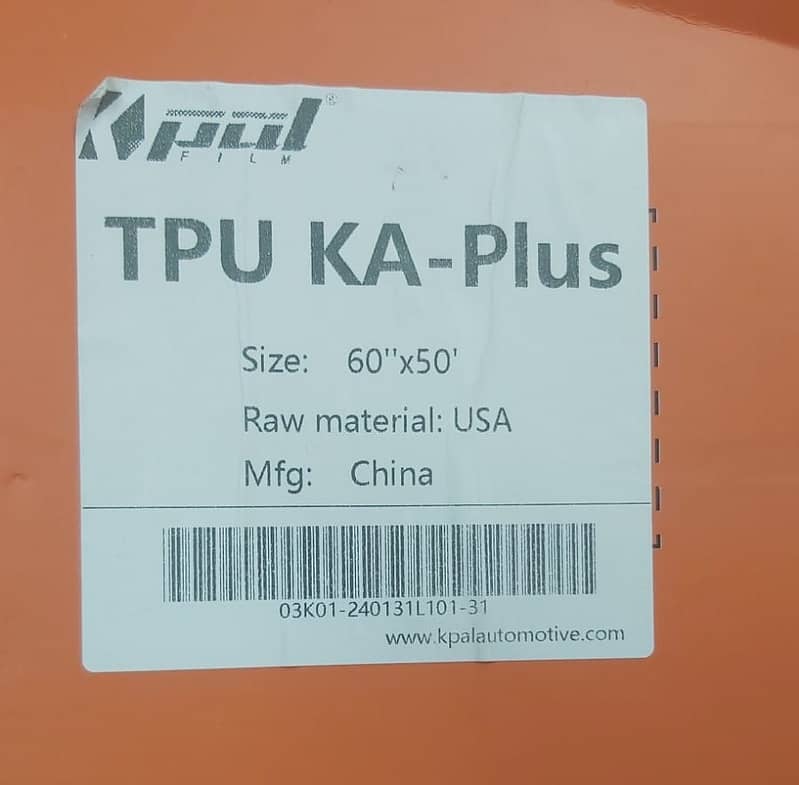 Kpal®
FILM
TPU KA-Plus
Size: 60''x50'
Raw material: USA
Mfg: China
03K01-240131L101-31
www.kpalautomotive.com